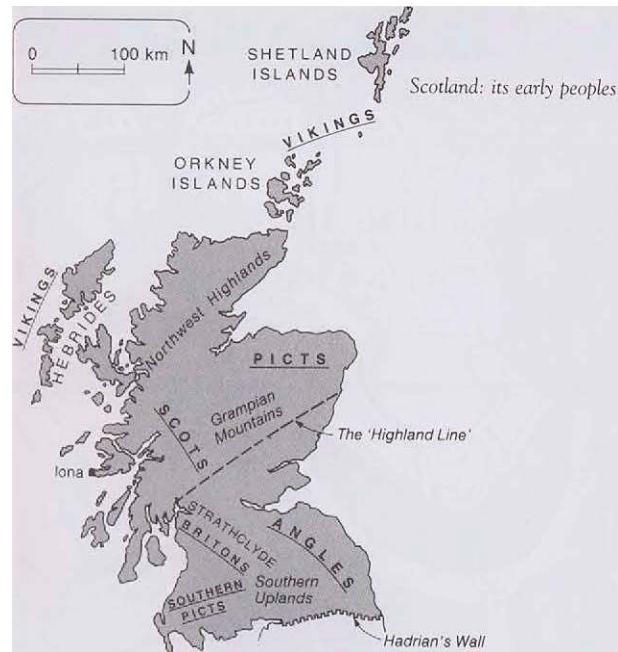 0 100 km
N
SHETLAND
ISLANDS
Scotland: its early peoples
VIKINGS
ORKNEY
ISLANDS
VIKINGS
HEBRIDES
Northwest Highlands
PICTS
Grampian
Mountains
SCOTS
The 'Highland Line'
Iona
STRATHCLYDE
BRITONS
ANGLES
SOUTHERN
PICTS
Southern
Uplands
Hadrian's Wall